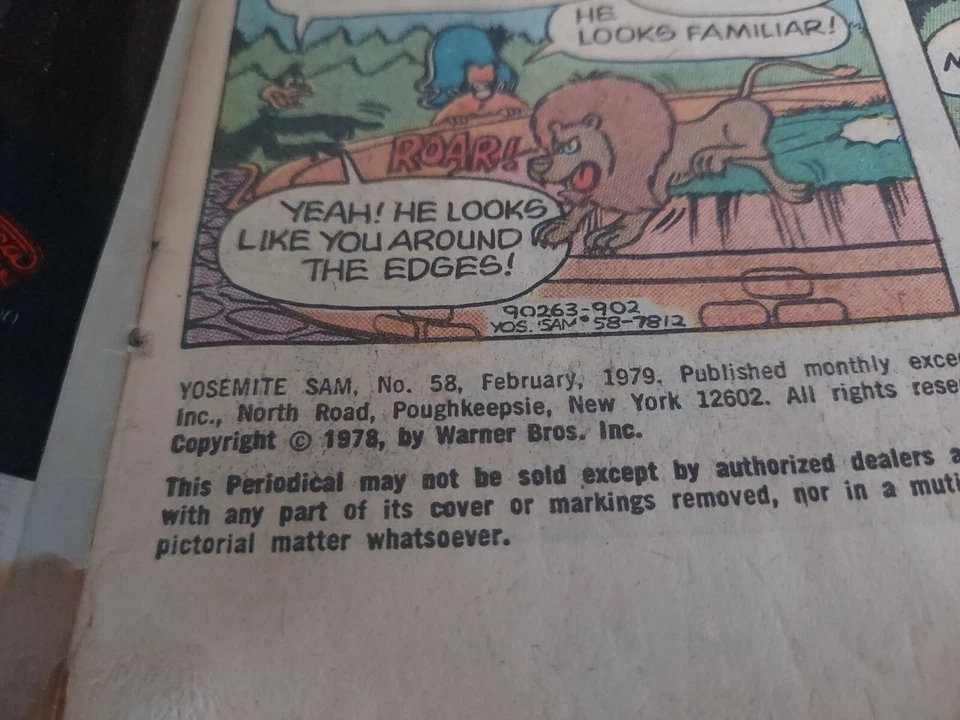 HE
LOOKS FAMILIAR!
ROAR!
YEAH! HE LOOKS
LIKE YOU AROUND
THE EDGES!
90263-902
YOS. SAM #58-7812
YOSEMITE SAM, No. 58, February, 1979. Published monthly
Inc., North Road, Poughkeepsie, New York 12602. All rights
Copyright © 1978, by Warner Bros. Inc.
This Periodical may not be sold except by authorized dealers
with any part of its cover or markings removed, nor in a
pictorial matter whatsoever.